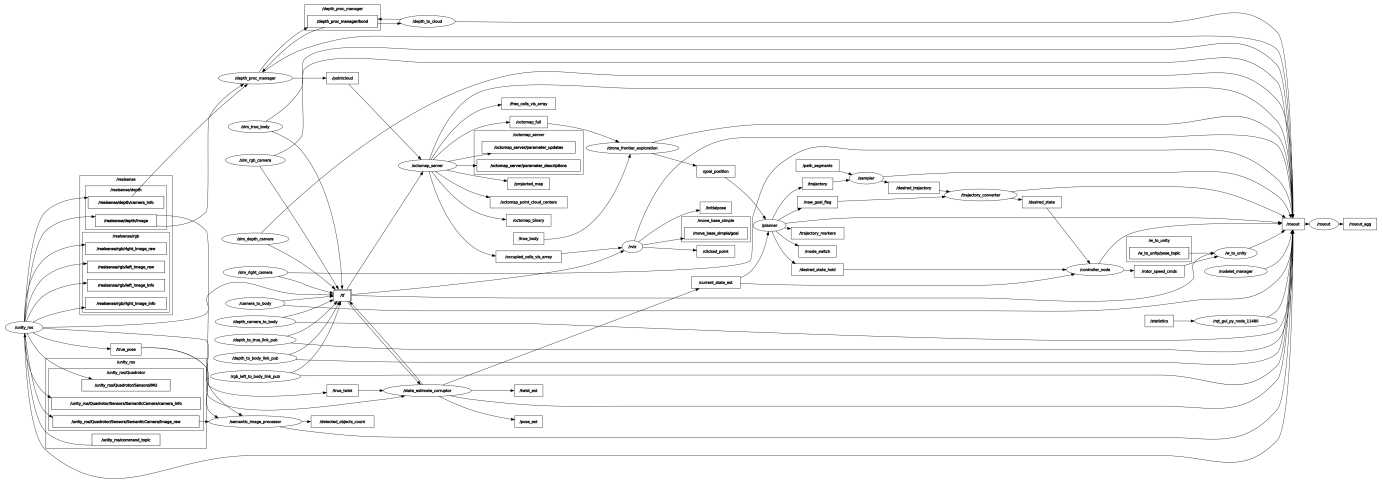 /depth_proc_manager
/depth_proc_manager/bond
/depth_to_cloud
/depth_proc_manager
/pointcloud
/free_cells_vis_array
/sim_true_body
/octomap_full
/octomap_server
/octomap_server/parameter_updates
/drone_frontier_exploration
/sim_rgb_camera
/octomap_server
/octomap_server/parameter_descriptions
/goal_position
/path_segments
/projected_map
/trajectory
/sampler
/desired_trajectory
/trajectory_converter
/realsense
/realsense/depth
/realsense/depth/camera_info
/octomap_point_cloud_centers
/new_goal_flag
/desired_state
/realsense/depth/image
/octomap_binary
/initialpose
/move_base_simple
/move_base_simple/goal
/planner
/trajectory_markers
/rosout
/rosout
/rosout_agg
/realsense/rgb
/realsense/rgb/right_image_raw
/sim_depth_camera
/true_body
/rviz
/clicked_point
/mode_switch
/w_to_unity
/w_to_unity/pose_topic
/w_to_unity
/realsense/rgb/left_image_raw
/occupied_cells_vis_array
/desired_state_hold
/controller_node
/rotor_speed_cmds
/nodelet_manager
/sim_right_camera
/realsense/rgb/left_image_info
/current_state_est
/realsense/rgb/right_image_info
/camera_to_body
/tf
/unity_ros
/depth_camera_to_body
/statistics
/rqt_gui_py_node_11480
/true_pose
/depth_to_true_link_pub
/unity_ros
/unity_ros/Quadrotor
/unity_ros/Quadrotor/Sensors/IMU
/depth_to_body_link_pub
/rgb_left_to_body_link_pub
/true_twist
/state_estimate_corruptor
/twist_est
/unity_ros/Quadrotor/Sensors/SemanticCamera/camera_info
/unity_ros/Quadrotor/Sensors/SemanticCamera/image_raw
/semantic_image_processor
/detected_objects_count
/pose_est
/unity_ros/command_topic